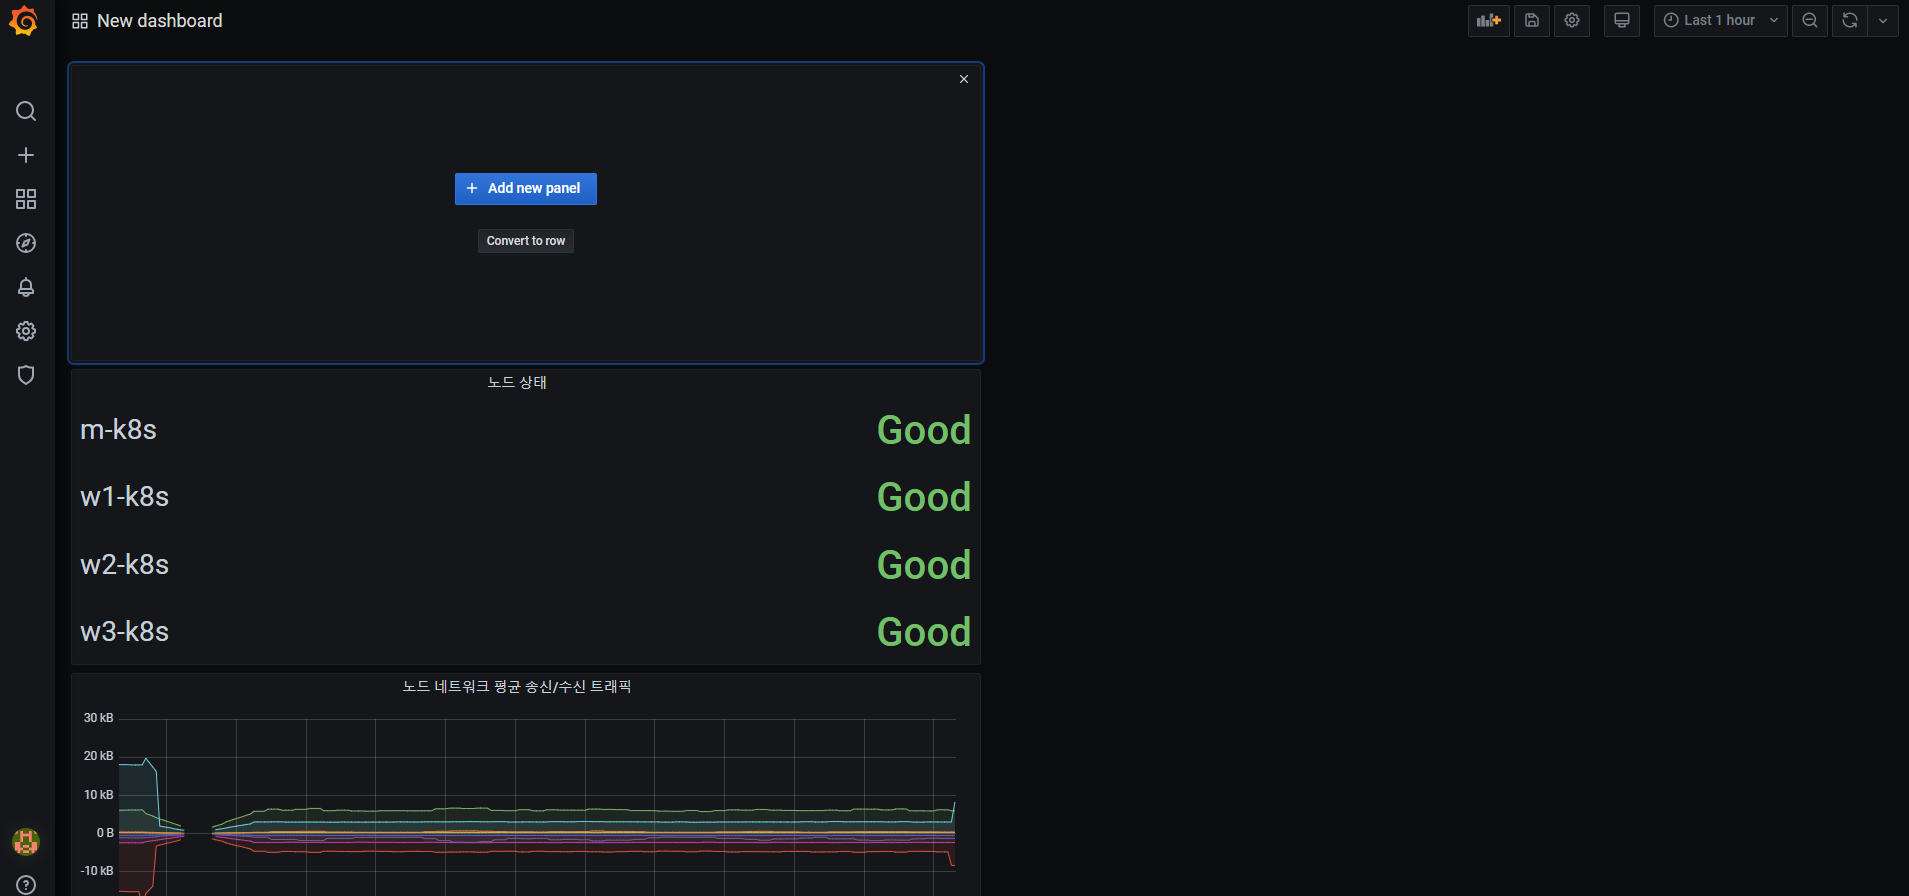 New dashboard
Last 1 hour
Add new panel
Convert to row
노드 상태
m-k8s Good
w1-k8s Good
w2-k8s Good
w3-k8s Good
노드 네트워크 평균 송신/수신 트래픽
30 kB
20 kB
10 kB
0 B
-10 kB